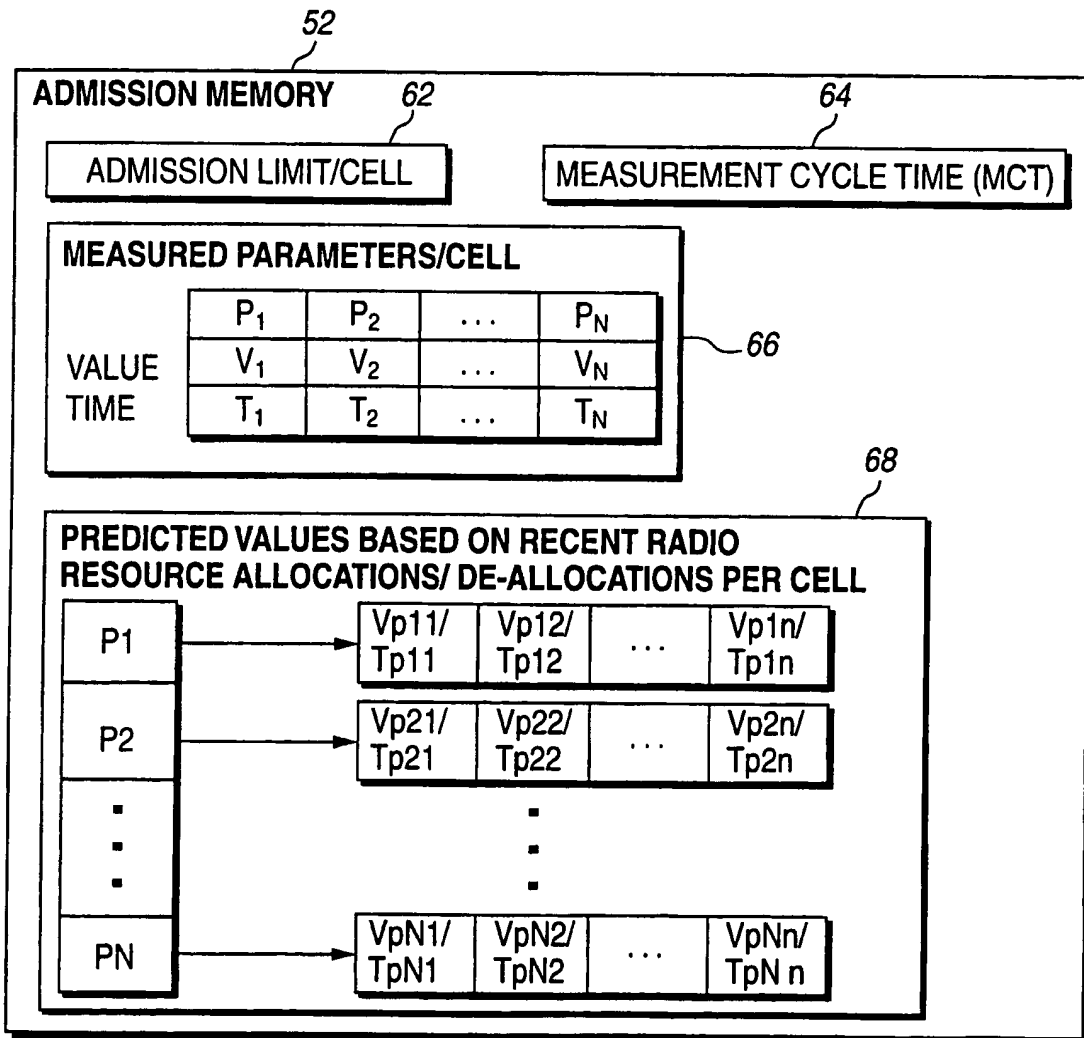 52
ADMISSION MEMORY
62
64
ADMISSION LIMIT/CELL
MEASUREMENT CYCLE TIME (MCT)
MEASURED PARAMETERS/CELL
P1 P2 ... PN
VALUE V1 V2 ... VN
TIME T1 T2 ... TN
66
68
PREDICTED VALUES BASED ON RECENT RADIO
RESOURCE ALLOCATIONS/ DE-ALLOCATIONS PER CELL
P1 Vp11/ Vp12/ ... Vp1n/
Tp11 Tp12 Tp1n
P2 Vp21/ Vp22/ ... Vp2n/
Tp21 Tp22 Tp2n
PN VpN1/ VpN2/ ... VpNn/
TpN1 TpN2 TpN n